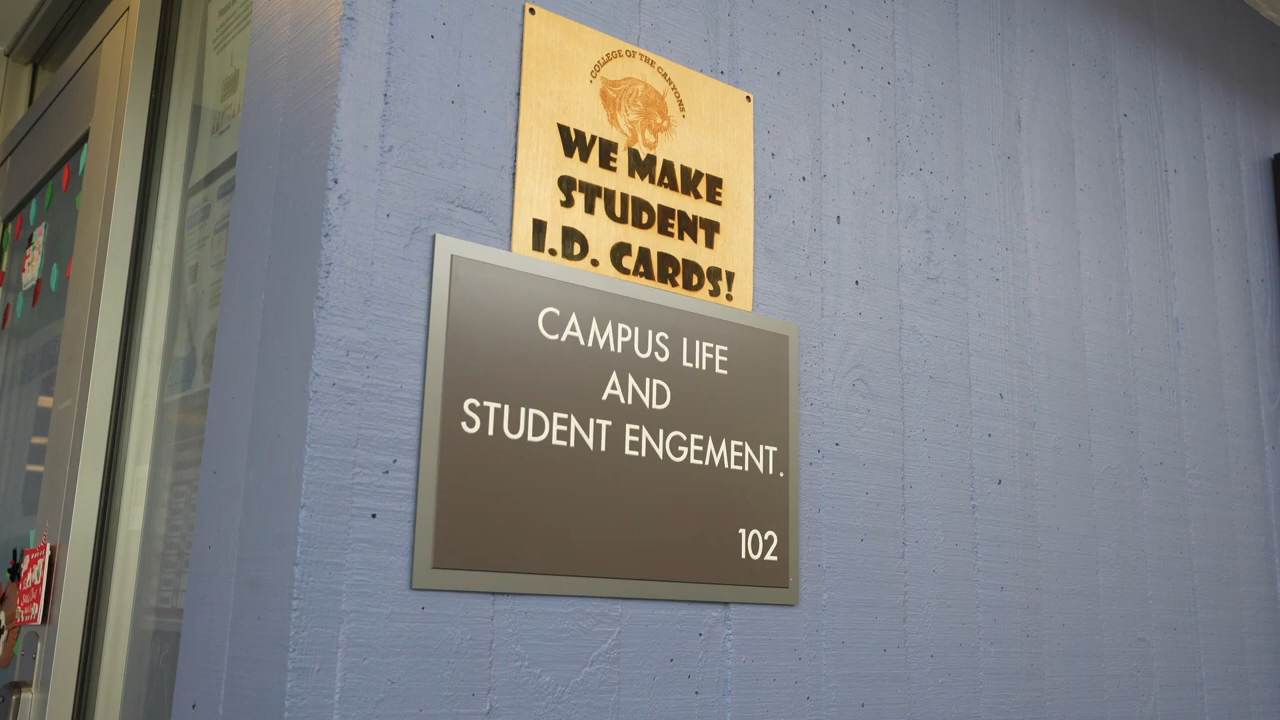 ·COLLEGE OF THE CANYONS·
WE MAKE
STUDENT
I.D. CARDS!
CAMPUS LIFE
AND
STUDENT ENGEMENT.
102